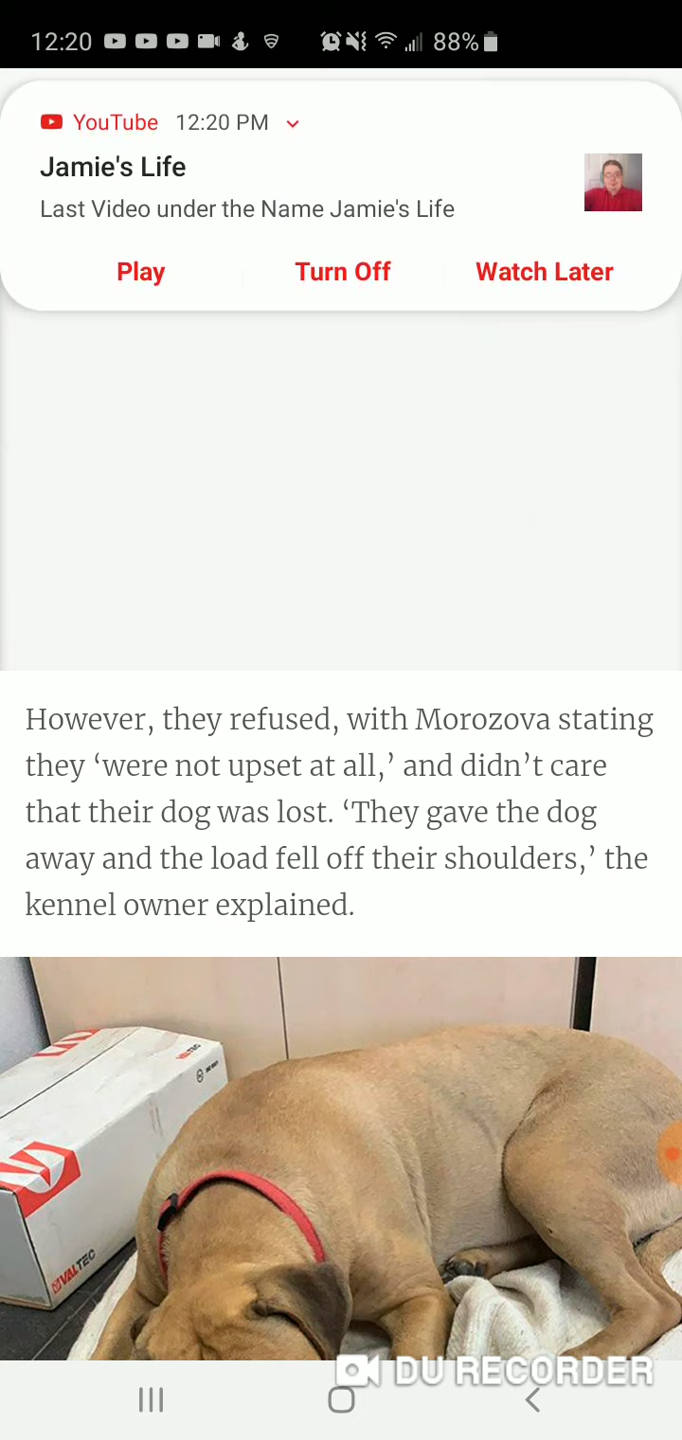 12:20 88%
YouTube 12:20 PM
Jamie's Life
Last Video under the Name Jamie's Life
Play Turn Off Watch Later
However, they refused, with Morozova stating
they ‘were not upset at all,’ and didn’t care
that their dog was lost. ‘They gave the dog
away and the load fell off their shoulders,’ the
kennel owner explained.
VALTEC
DU RECORDER